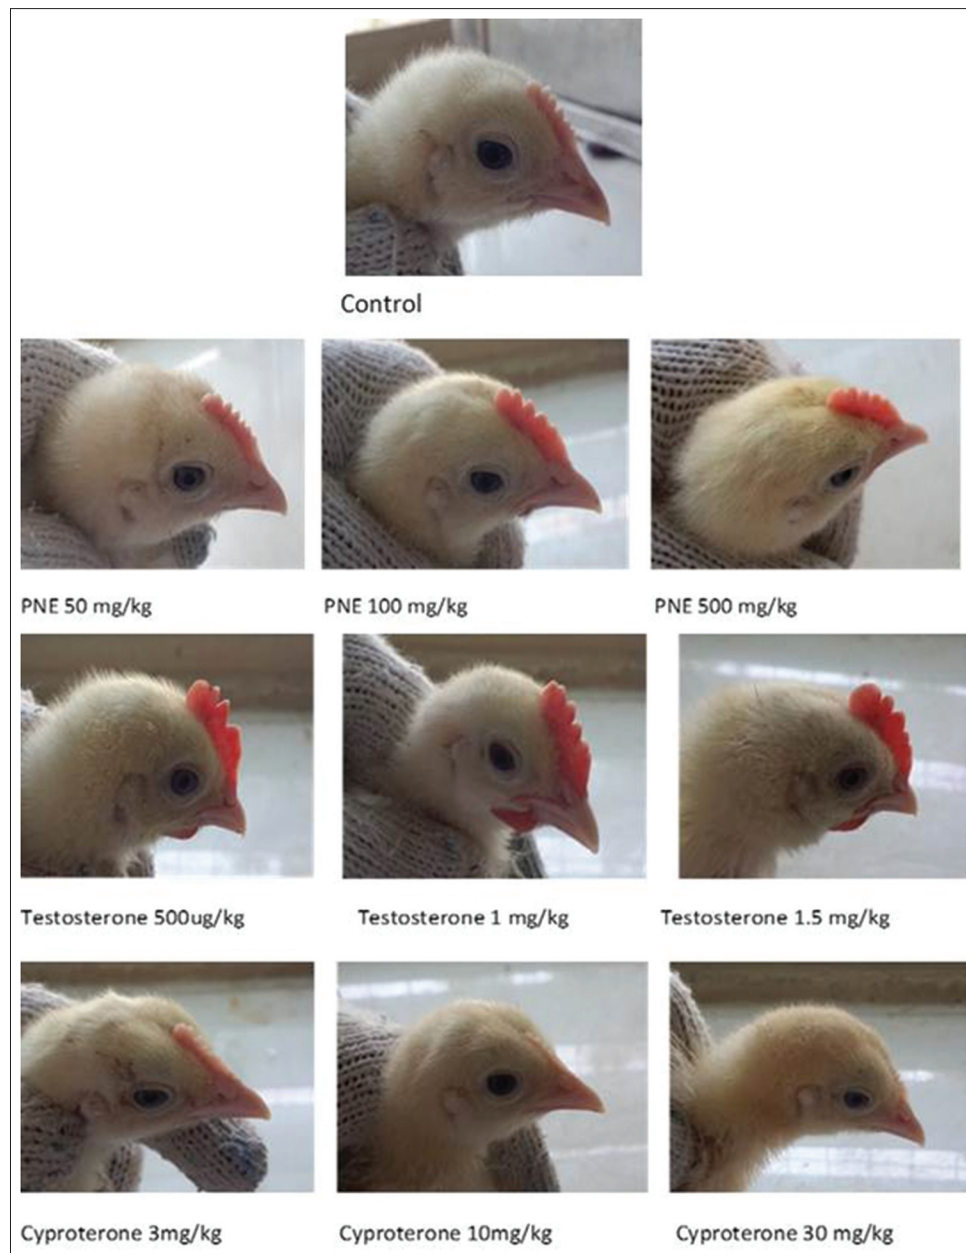 Control
PNE 50 mg/kg
PNE 100 mg/kg
PNE 500 mg/kg
Testosterone 500ug/kg
Testosterone 1 mg/kg
Testosterone 1.5 mg/kg
Cyproterone 3mg/kg
Cyproterone 10mg/kg
Cyproterone 30 mg/kg